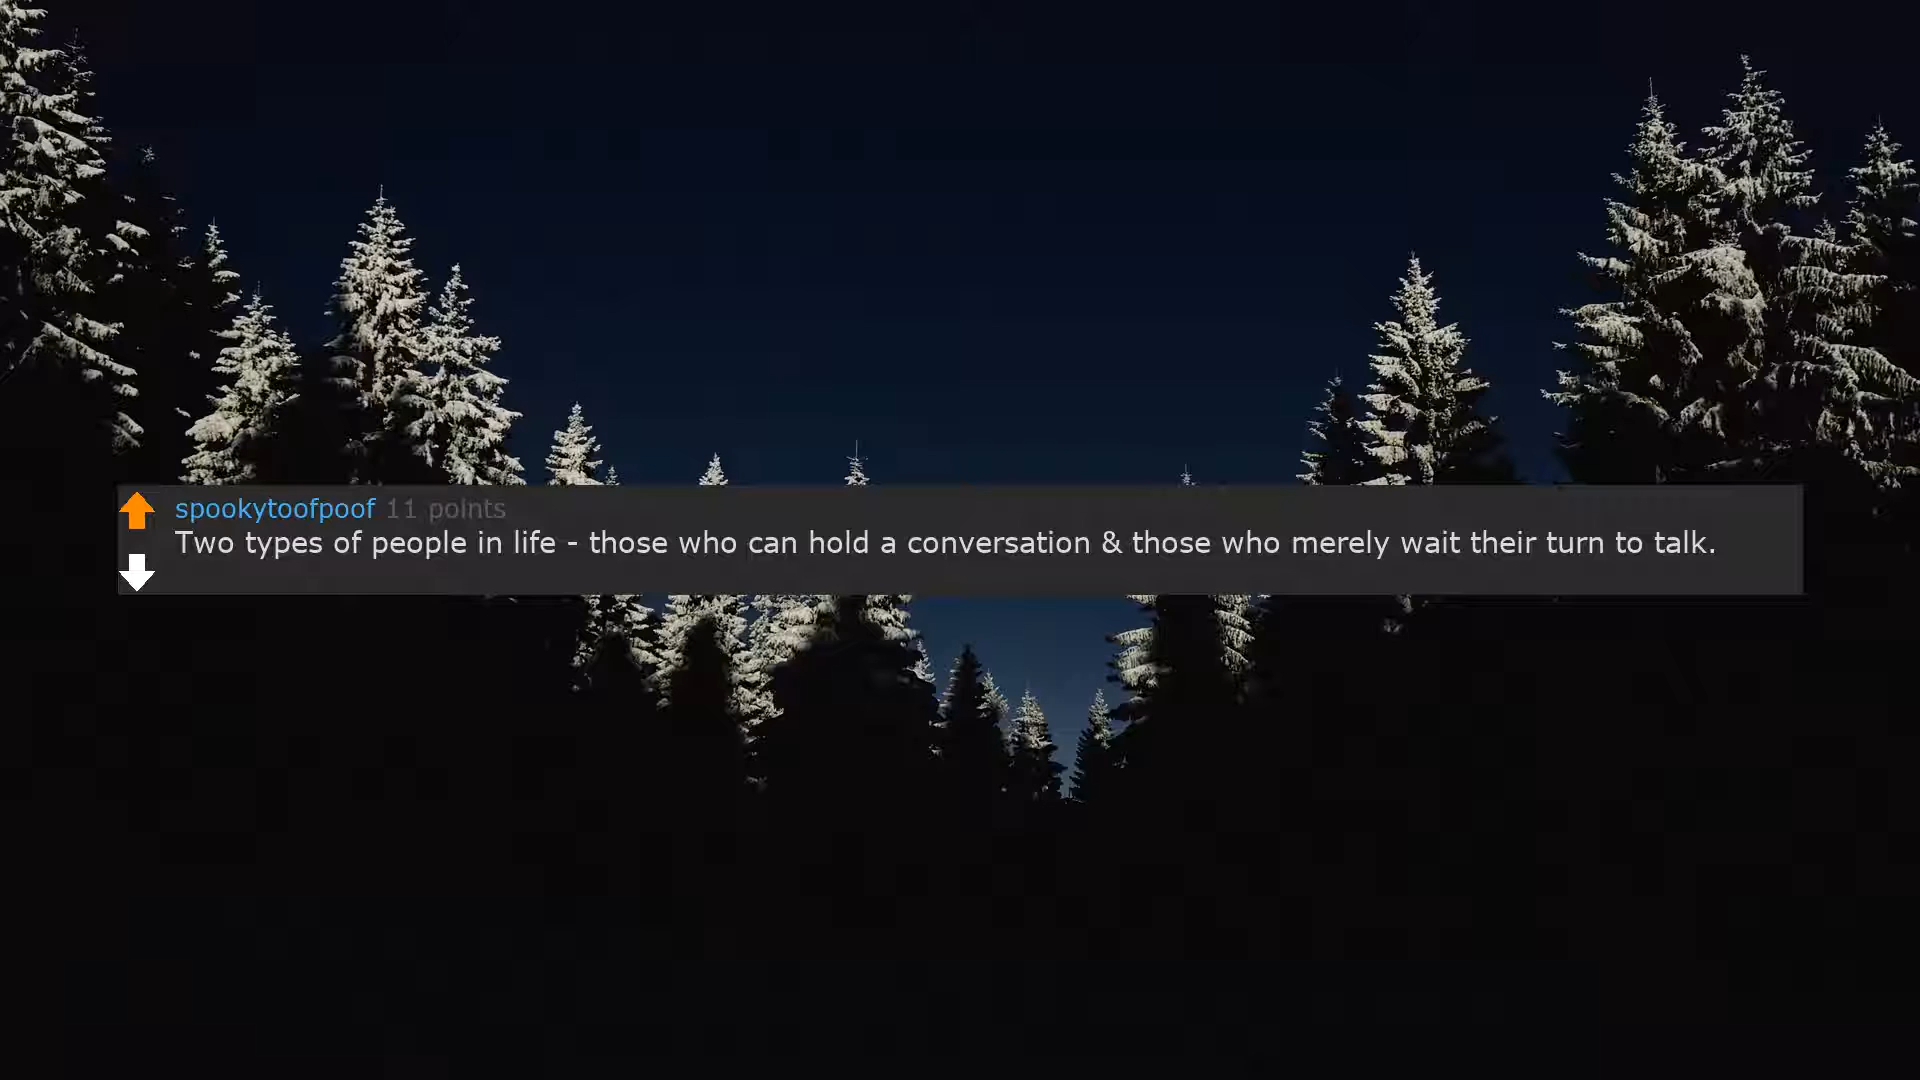 spookytoofpoof 11 points
Two types of people in life - those who can hold a conversation & those who merely wait their turn to talk.